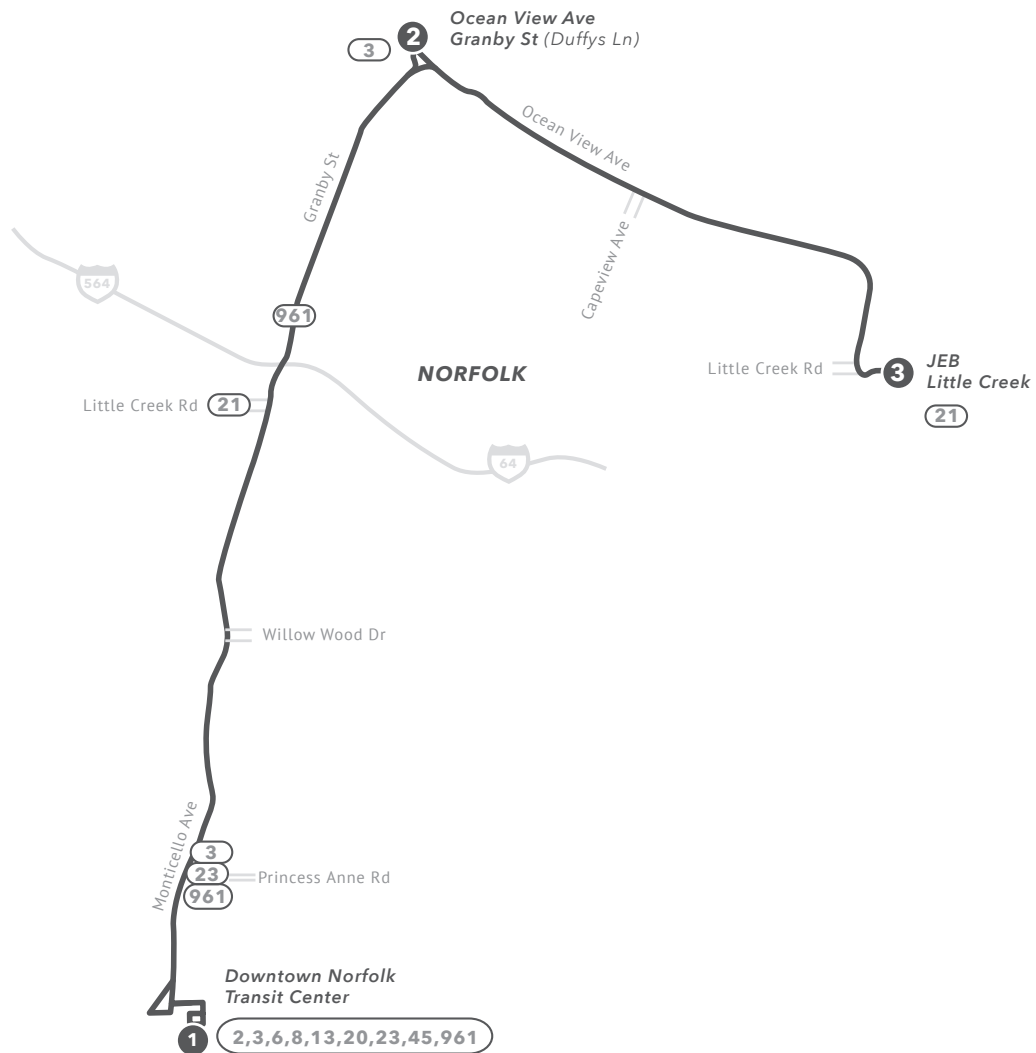 Ocean View Ave
Granby St (Duffys Ln)
2
3
Ocean View Ave
Granby St
Capeview Ave
564
961
NORFOLK
Little Creek Rd
3
JEB
Little Creek
21
Little Creek Rd
21
64
Willow Wood Dr
Monticello Ave
3
23
961
Princess Anne Rd
Downtown Norfolk
Transit Center
1
2,3,6,8,13,20,23,45,961